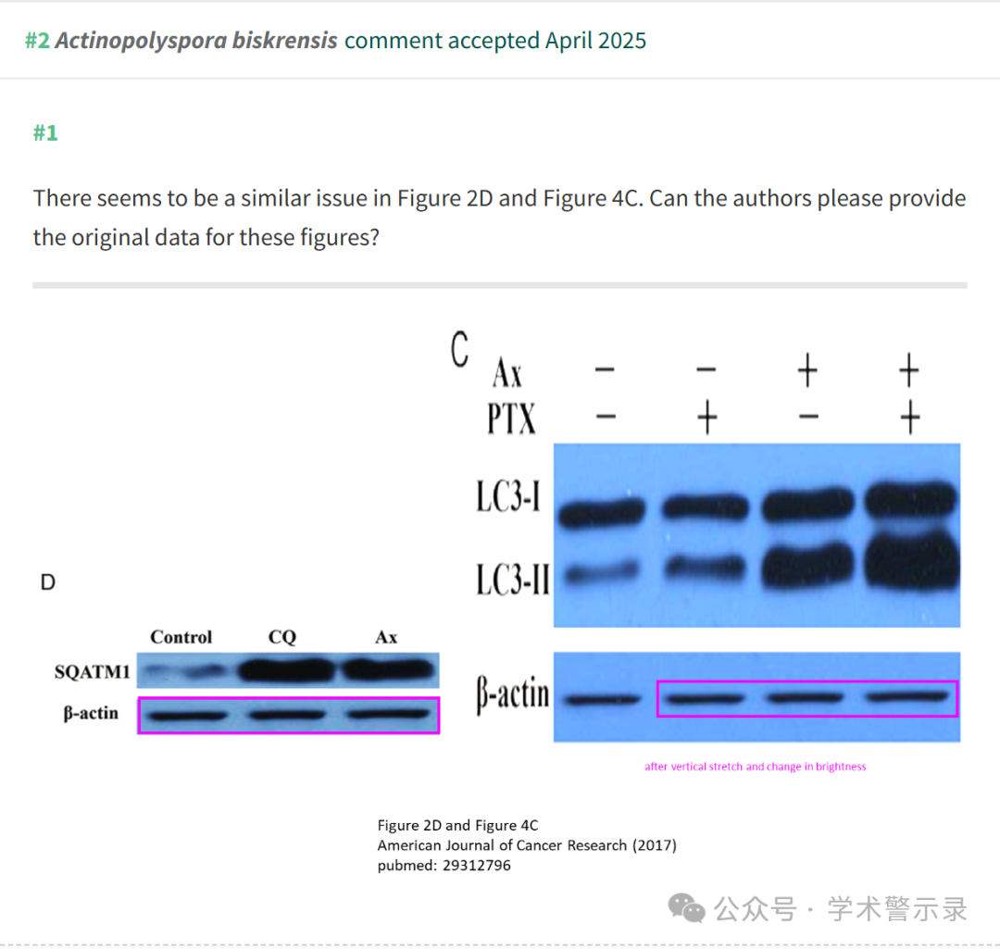 #2 Actinopolyspora biskrensis comment accepted April 2025
#1
There seems to be a similar issue in Figure 2D and Figure 4C. Can the authors please provide
the original data for these figures?
C
Ax − − + +
PTX − + − +
LC3-I
LC3-II
β-actin
after vertical stretch and change in brightness
D
Control CQ Ax
SQATM1
β-actin
Figure 2D and Figure 4C
American Journal of Cancer Research (2017)
pubmed: 29312796
公众号 · 学术警示录